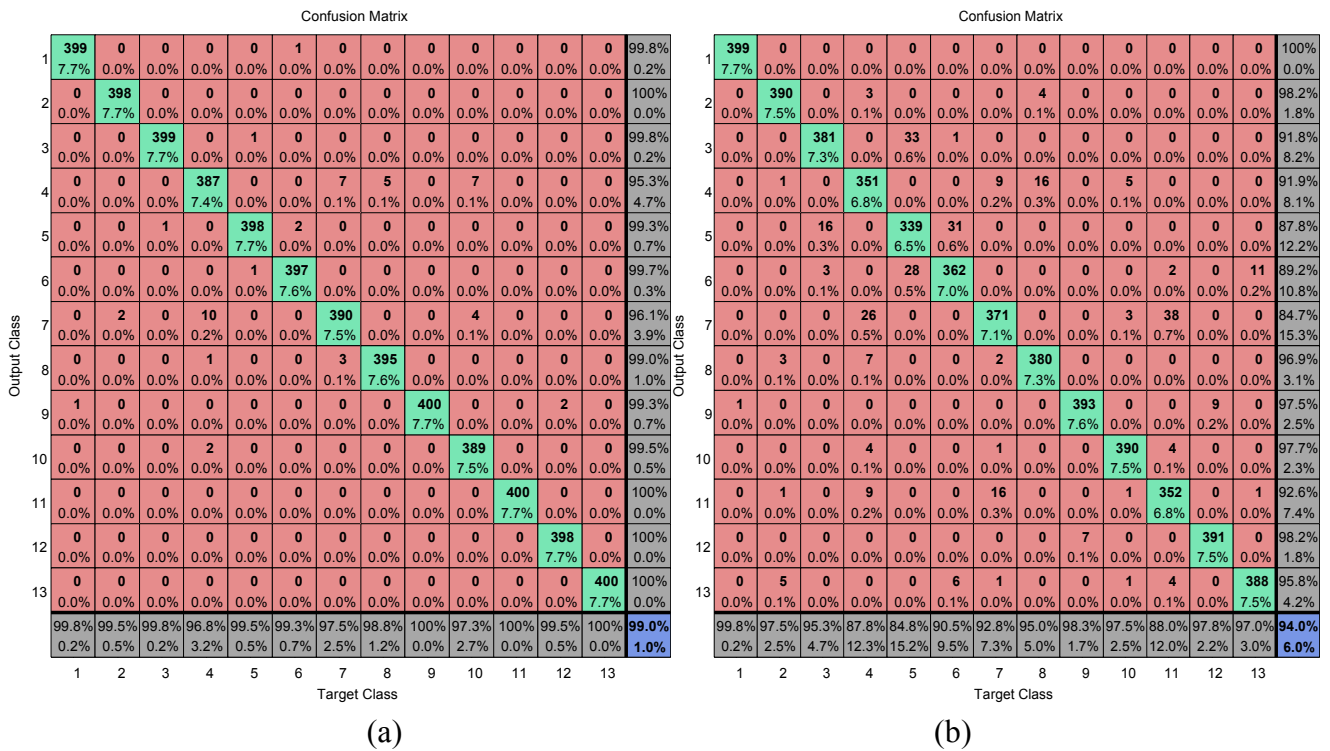 Confusion Matrix
1 399 0 0 0 0 1 0 0 0 0 0 0 0 99.8%
7.7% 0.0% 0.0% 0.0% 0.0% 0.0% 0.0% 0.0% 0.0% 0.0% 0.0% 0.0% 0.0% 0.2%
2 0 398 0 0 0 0 0 0 0 0 0 0 0 100%
0.0% 7.7% 0.0% 0.0% 0.0% 0.0% 0.0% 0.0% 0.0% 0.0% 0.0% 0.0% 0.0% 0.0%
3 0 0 399 0 1 0 0 0 0 0 0 0 0 99.8%
0.0% 0.0% 7.7% 0.0% 0.0% 0.0% 0.0% 0.0% 0.0% 0.0% 0.0% 0.0% 0.0% 0.2%
4 0 0 0 387 0 0 7 5 0 7 0 0 0 95.3%
0.0% 0.0% 0.0% 7.4% 0.0% 0.0% 0.1% 0.1% 0.0% 0.1% 0.0% 0.0% 0.0% 4.7%
5 0 0 1 0 398 2 0 0 0 0 0 0 0 99.3%
0.0% 0.0% 0.0% 0.0% 7.7% 0.0% 0.0% 0.0% 0.0% 0.0% 0.0% 0.0% 0.0% 0.7%
6 0 0 0 0 1 397 0 0 0 0 0 0 0 99.7%
0.0% 0.0% 0.0% 0.0% 0.0% 7.6% 0.0% 0.0% 0.0% 0.0% 0.0% 0.0% 0.0% 0.3%
7 0 2 0 10 0 0 390 0 0 4 0 0 0 96.1%
0.0% 0.0% 0.0% 0.2% 0.0% 0.0% 7.5% 0.0% 0.0% 0.1% 0.0% 0.0% 0.0% 3.9%
8 0 0 0 1 0 0 3 395 0 0 0 0 0 99.0%
0.0% 0.0% 0.0% 0.0% 0.0% 0.0% 0.1% 7.6% 0.0% 0.0% 0.0% 0.0% 0.0% 1.0%
9 1 0 0 0 0 0 0 0 400 0 0 2 0 99.3%
0.0% 0.0% 0.0% 0.0% 0.0% 0.0% 0.0% 0.0% 7.7% 0.0% 0.0% 0.0% 0.0% 0.7%
10 0 0 0 2 0 0 0 0 0 389 0 0 0 99.5%
0.0% 0.0% 0.0% 0.0% 0.0% 0.0% 0.0% 0.0% 0.0% 7.5% 0.0% 0.0% 0.0% 0.5%
11 0 0 0 0 0 0 0 0 0 0 400 0 0 100%
0.0% 0.0% 0.0% 0.0% 0.0% 0.0% 0.0% 0.0% 0.0% 0.0% 7.7% 0.0% 0.0% 0.0%
12 0 0 0 0 0 0 0 0 0 0 0 398 0 100%
0.0% 0.0% 0.0% 0.0% 0.0% 0.0% 0.0% 0.0% 0.0% 0.0% 0.0% 7.7% 0.0% 0.0%
13 0 0 0 0 0 0 0 0 0 0 0 0 400 100%
0.0% 0.0% 0.0% 0.0% 0.0% 0.0% 0.0% 0.0% 0.0% 0.0% 0.0% 0.0% 7.7% 0.0%
99.8% 99.5% 99.8% 96.8% 99.5% 99.3% 97.5% 98.8% 100% 97.3% 100% 99.5% 100% 99.0%
0.2% 0.5% 0.2% 3.2% 0.5% 0.7% 2.5% 1.2% 0.0% 2.7% 0.0% 0.5% 0.0% 1.0%
1 2 3 4 5 6 7 8 9 10 11 12 13
Target Class
Output Class
(a)
Confusion Matrix
1 399 0 0 0 0 0 0 0 0 0 0 0 0 100%
7.7% 0.0% 0.0% 0.0% 0.0% 0.0% 0.0% 0.0% 0.0% 0.0% 0.0% 0.0% 0.0% 0.0%
2 0 390 0 3 0 0 0 4 0 0 0 0 0 98.2%
0.0% 7.5% 0.0% 0.1% 0.0% 0.0% 0.0% 0.1% 0.0% 0.0% 0.0% 0.0% 0.0% 1.8%
3 0 0 381 0 33 1 0 0 0 0 0 0 0 91.8%
0.0% 0.0% 7.3% 0.0% 0.6% 0.0% 0.0% 0.0% 0.0% 0.0% 0.0% 0.0% 0.0% 8.2%
4 0 1 0 351 0 0 9 16 0 5 0 0 0 91.9%
0.0% 0.0% 0.0% 6.8% 0.0% 0.0% 0.2% 0.3% 0.0% 0.1% 0.0% 0.0% 0.0% 8.1%
5 0 0 16 0 339 31 0 0 0 0 0 0 0 87.8%
0.0% 0.0% 0.3% 0.0% 6.5% 0.6% 0.0% 0.0% 0.0% 0.0% 0.0% 0.0% 0.0% 12.2%
6 0 0 3 0 28 362 0 0 0 0 2 0 11 89.2%
0.0% 0.0% 0.1% 0.0% 0.5% 7.0% 0.0% 0.0% 0.0% 0.0% 0.0% 0.0% 0.2% 10.8%
7 0 0 0 26 0 0 371 0 0 3 38 0 0 84.7%
0.0% 0.0% 0.0% 0.5% 0.0% 0.0% 7.1% 0.0% 0.0% 0.1% 0.7% 0.0% 0.0% 15.3%
8 0 3 0 7 0 0 2 380 0 0 0 0 0 96.9%
0.0% 0.1% 0.0% 0.1% 0.0% 0.0% 0.0% 7.3% 0.0% 0.0% 0.0% 0.0% 0.0% 3.1%
9 1 0 0 0 0 0 0 0 393 0 0 9 0 97.5%
0.0% 0.0% 0.0% 0.0% 0.0% 0.0% 0.0% 0.0% 7.6% 0.0% 0.0% 0.2% 0.0% 2.5%
10 0 0 0 4 0 0 1 0 0 390 4 0 0 97.7%
0.0% 0.0% 0.0% 0.1% 0.0% 0.0% 0.0% 0.0% 0.0% 7.5% 0.1% 0.0% 0.0% 2.3%
11 0 1 0 9 0 0 16 0 0 1 352 0 1 92.6%
0.0% 0.0% 0.0% 0.2% 0.0% 0.0% 0.3% 0.0% 0.0% 0.0% 6.8% 0.0% 0.0% 7.4%
12 0 0 0 0 0 0 0 0 7 0 0 391 0 98.2%
0.0% 0.0% 0.0% 0.0% 0.0% 0.0% 0.0% 0.0% 0.1% 0.0% 0.0% 7.5% 0.0% 1.8%
13 0 5 0 0 0 6 1 0 0 1 4 0 388 95.8%
0.0% 0.1% 0.0% 0.0% 0.0% 0.1% 0.0% 0.0% 0.0% 0.0% 0.1% 0.0% 7.5% 4.2%
99.8% 97.5% 95.3% 87.8% 84.8% 90.5% 92.8% 95.0% 98.3% 97.5% 88.0% 97.8% 97.0% 94.0%
0.2% 2.5% 4.7% 12.3% 15.2% 9.5% 7.3% 5.0% 1.7% 2.5% 12.0% 2.2% 3.0% 6.0%
1 2 3 4 5 6 7 8 9 10 11 12 13
Target Class
Output Class
(b)